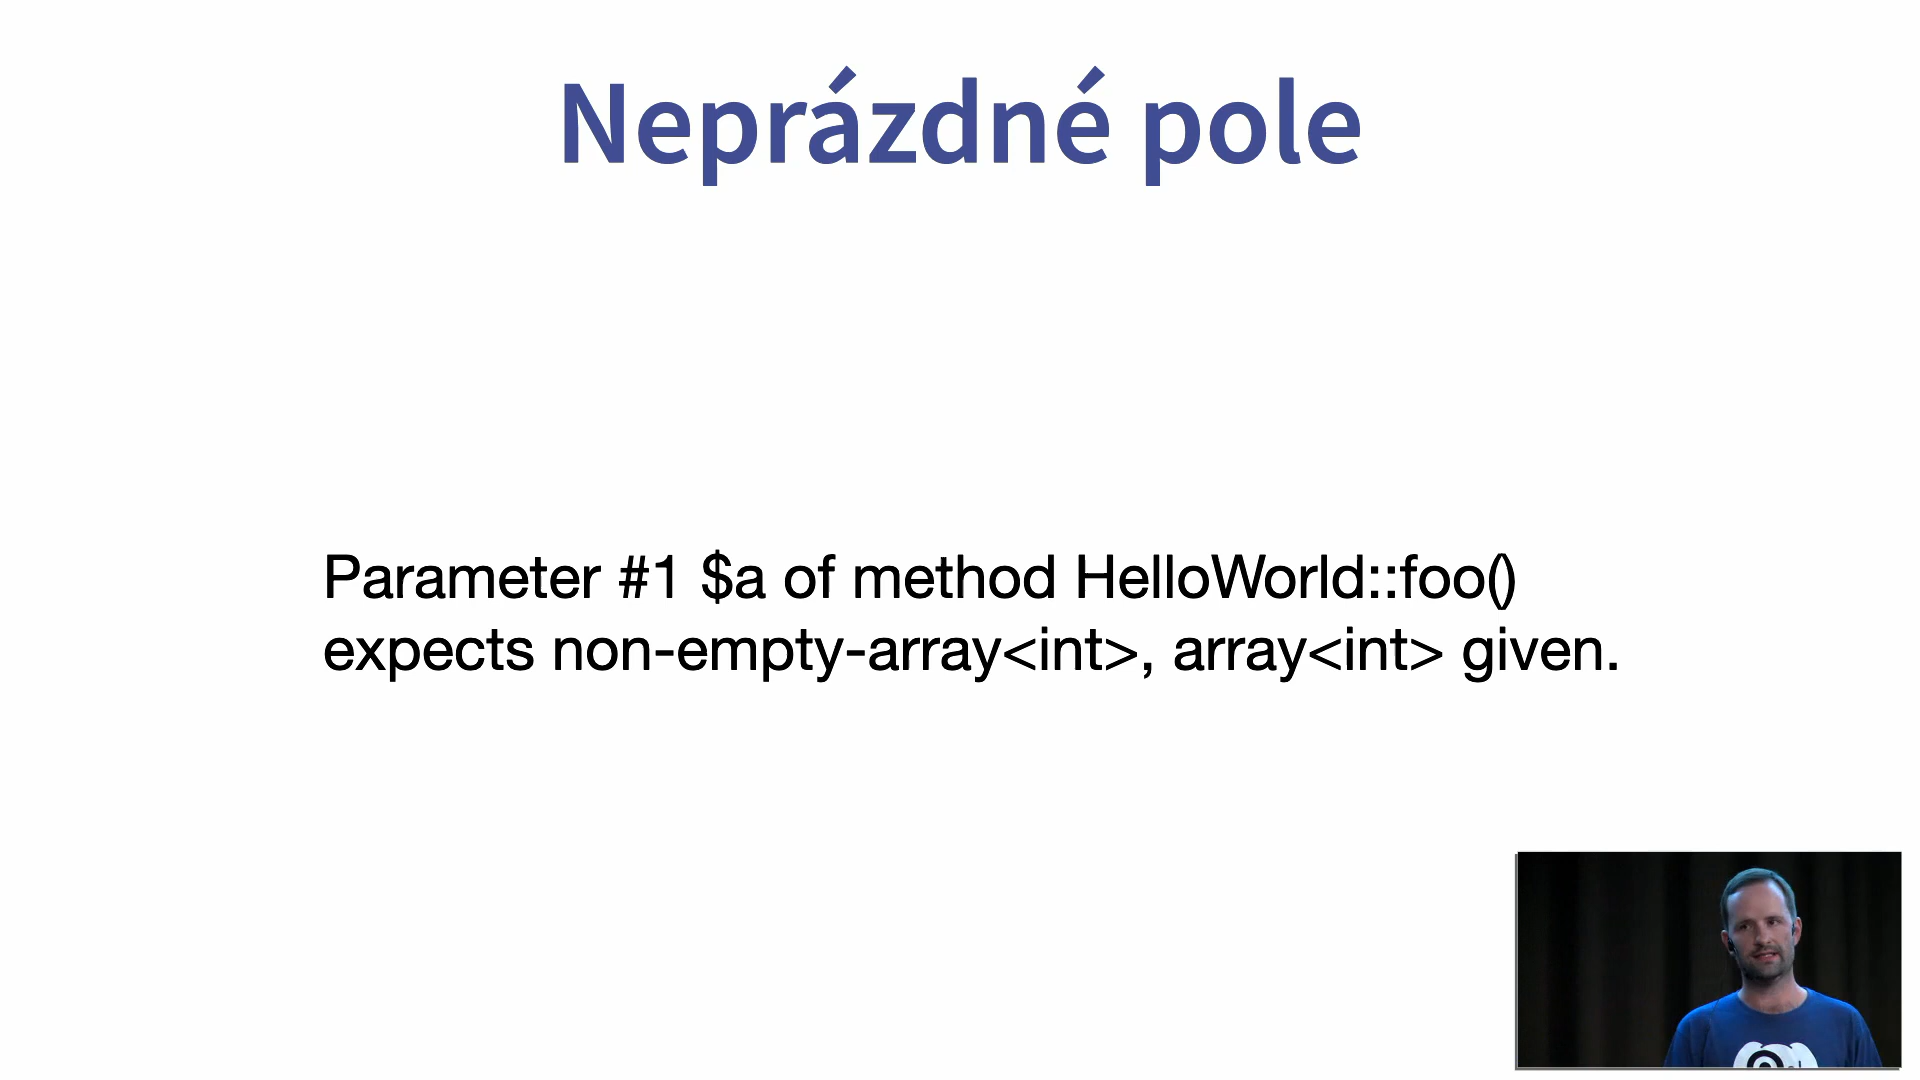 Neprázdné pole
Parameter #1 $a of method HelloWorld::foo()
expects non-empty-array<int>, array<int> given.